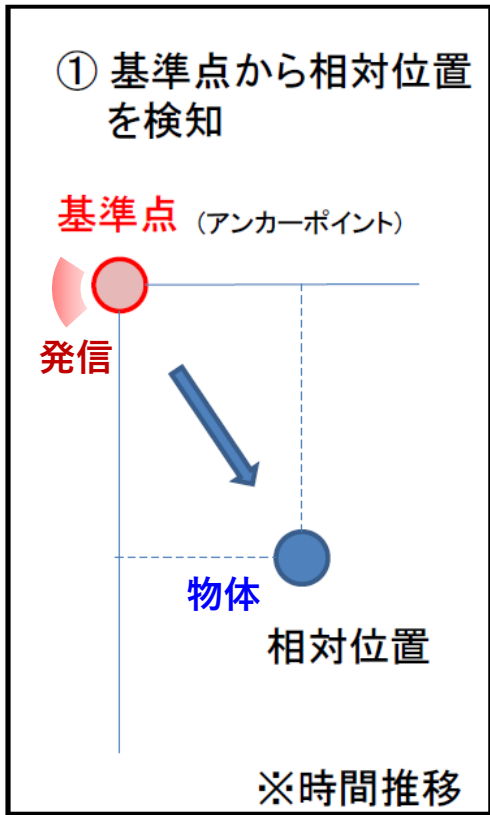 ① 基準点から相対位置
を検知
基準点 (アンカーポイント)
発信
物体
相対位置
※時間推移